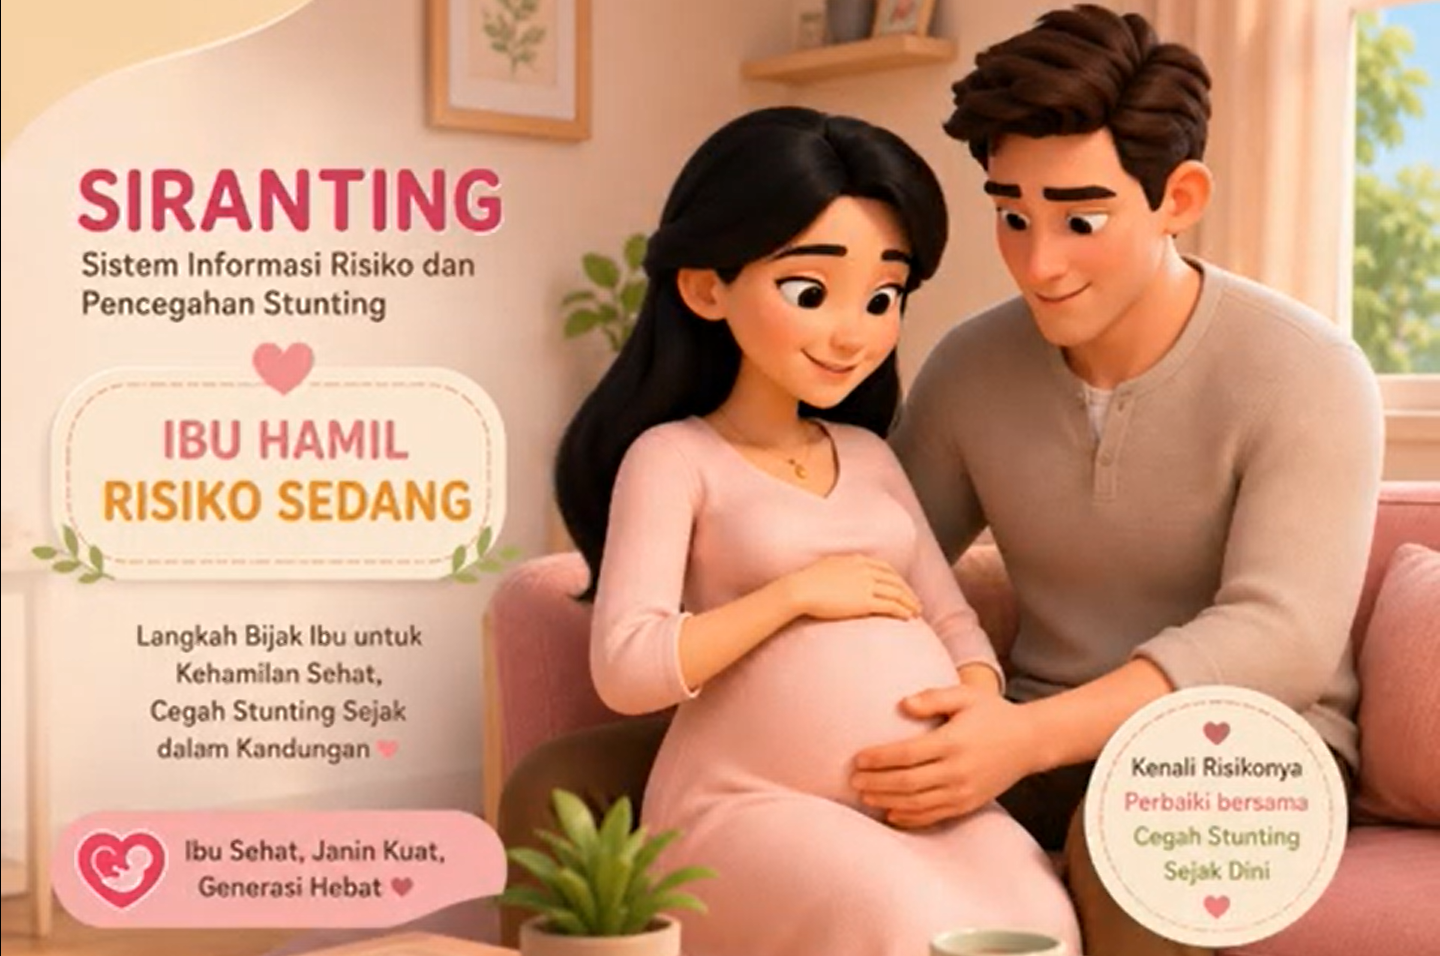 SIRANTING
Sistem Informasi Risiko dan
Pencegahan Stunting
IBU HAMIL
RISIKO SEDANG
Langkah Bijak Ibu untuk
Kehamilan Sehat,
Cegah Stunting Sejak
dalam Kandungan
Ibu Sehat, Janin Kuat,
Generasi Hebat
Kenali Risikonya
Perbaiki bersama
Cegah Stunting
Sejak Dini